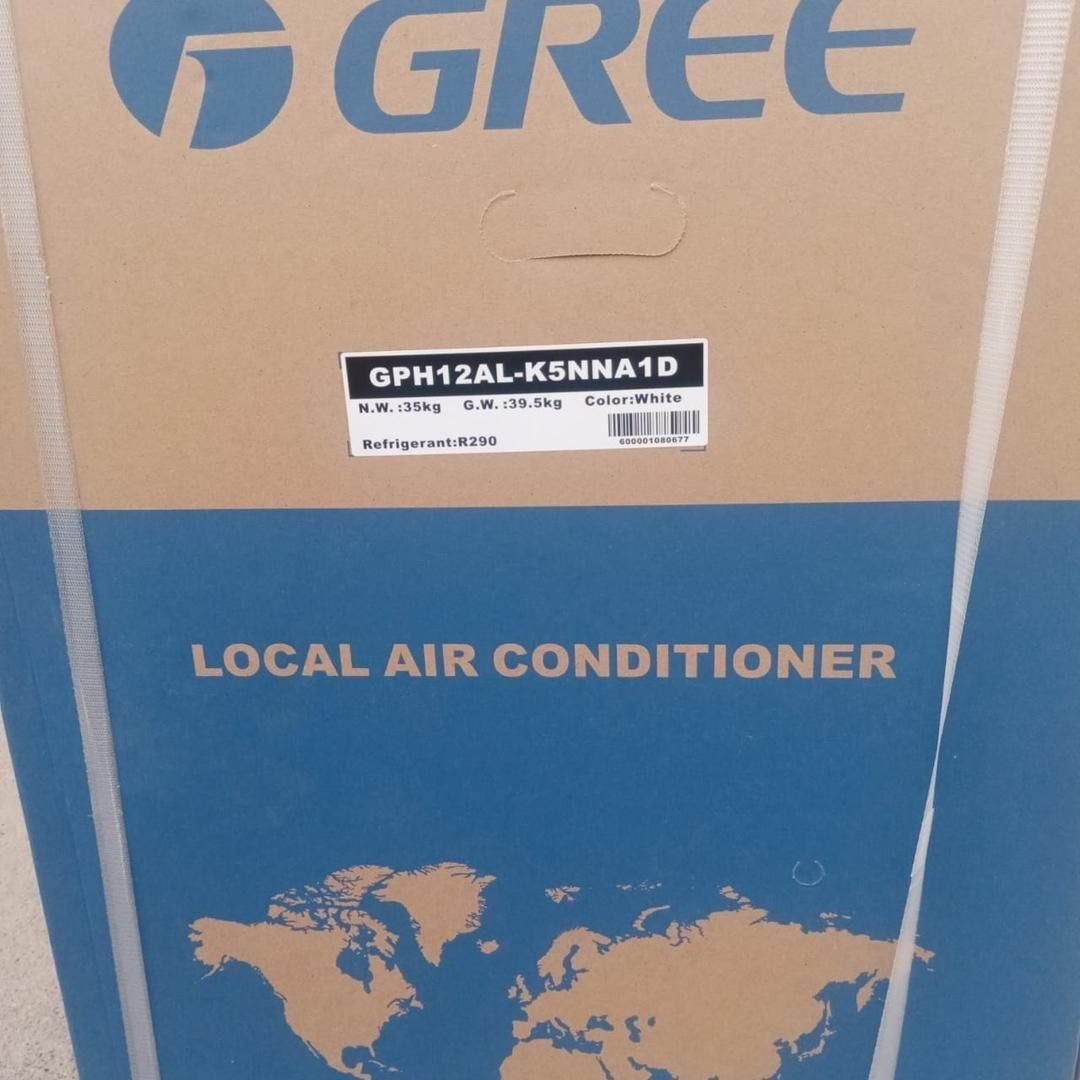 GREE
GPH12AL-K5NNA1D
N.W. :35kg G.W. :39.5kg Color:White
Refrigerant:R290
600001080677
LOCAL AIR CONDITIONER